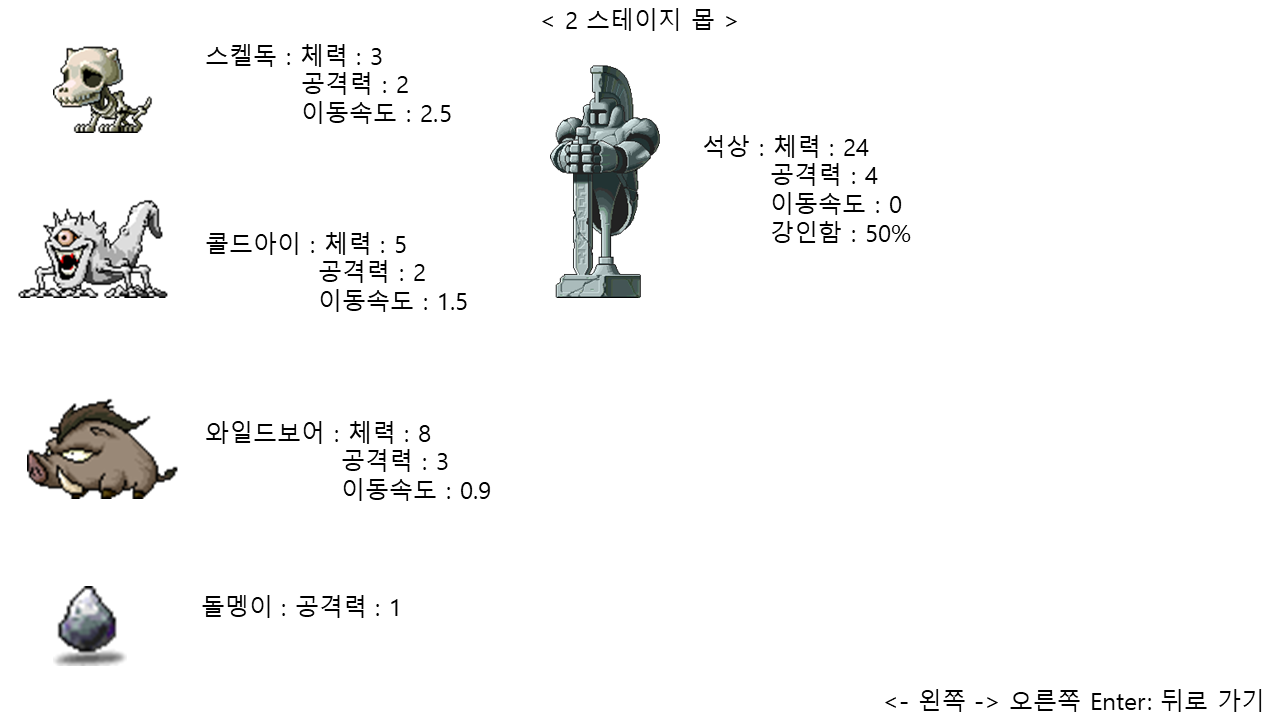 < 2 스테이지 몹 >
스켈독 : 체력 : 3
공격력 : 2
이동속도 : 2.5
콜드아이 : 체력 : 5
공격력 : 2
이동속도 : 1.5
와일드보어 : 체력 : 8
공격력 : 3
이동속도 : 0.9
돌멩이 : 공격력 : 1
석상 : 체력 : 24
공격력 : 4
이동속도 : 0
강인함 : 50%
<- 왼쪽 -> 오른쪽 Enter: 뒤로 가기